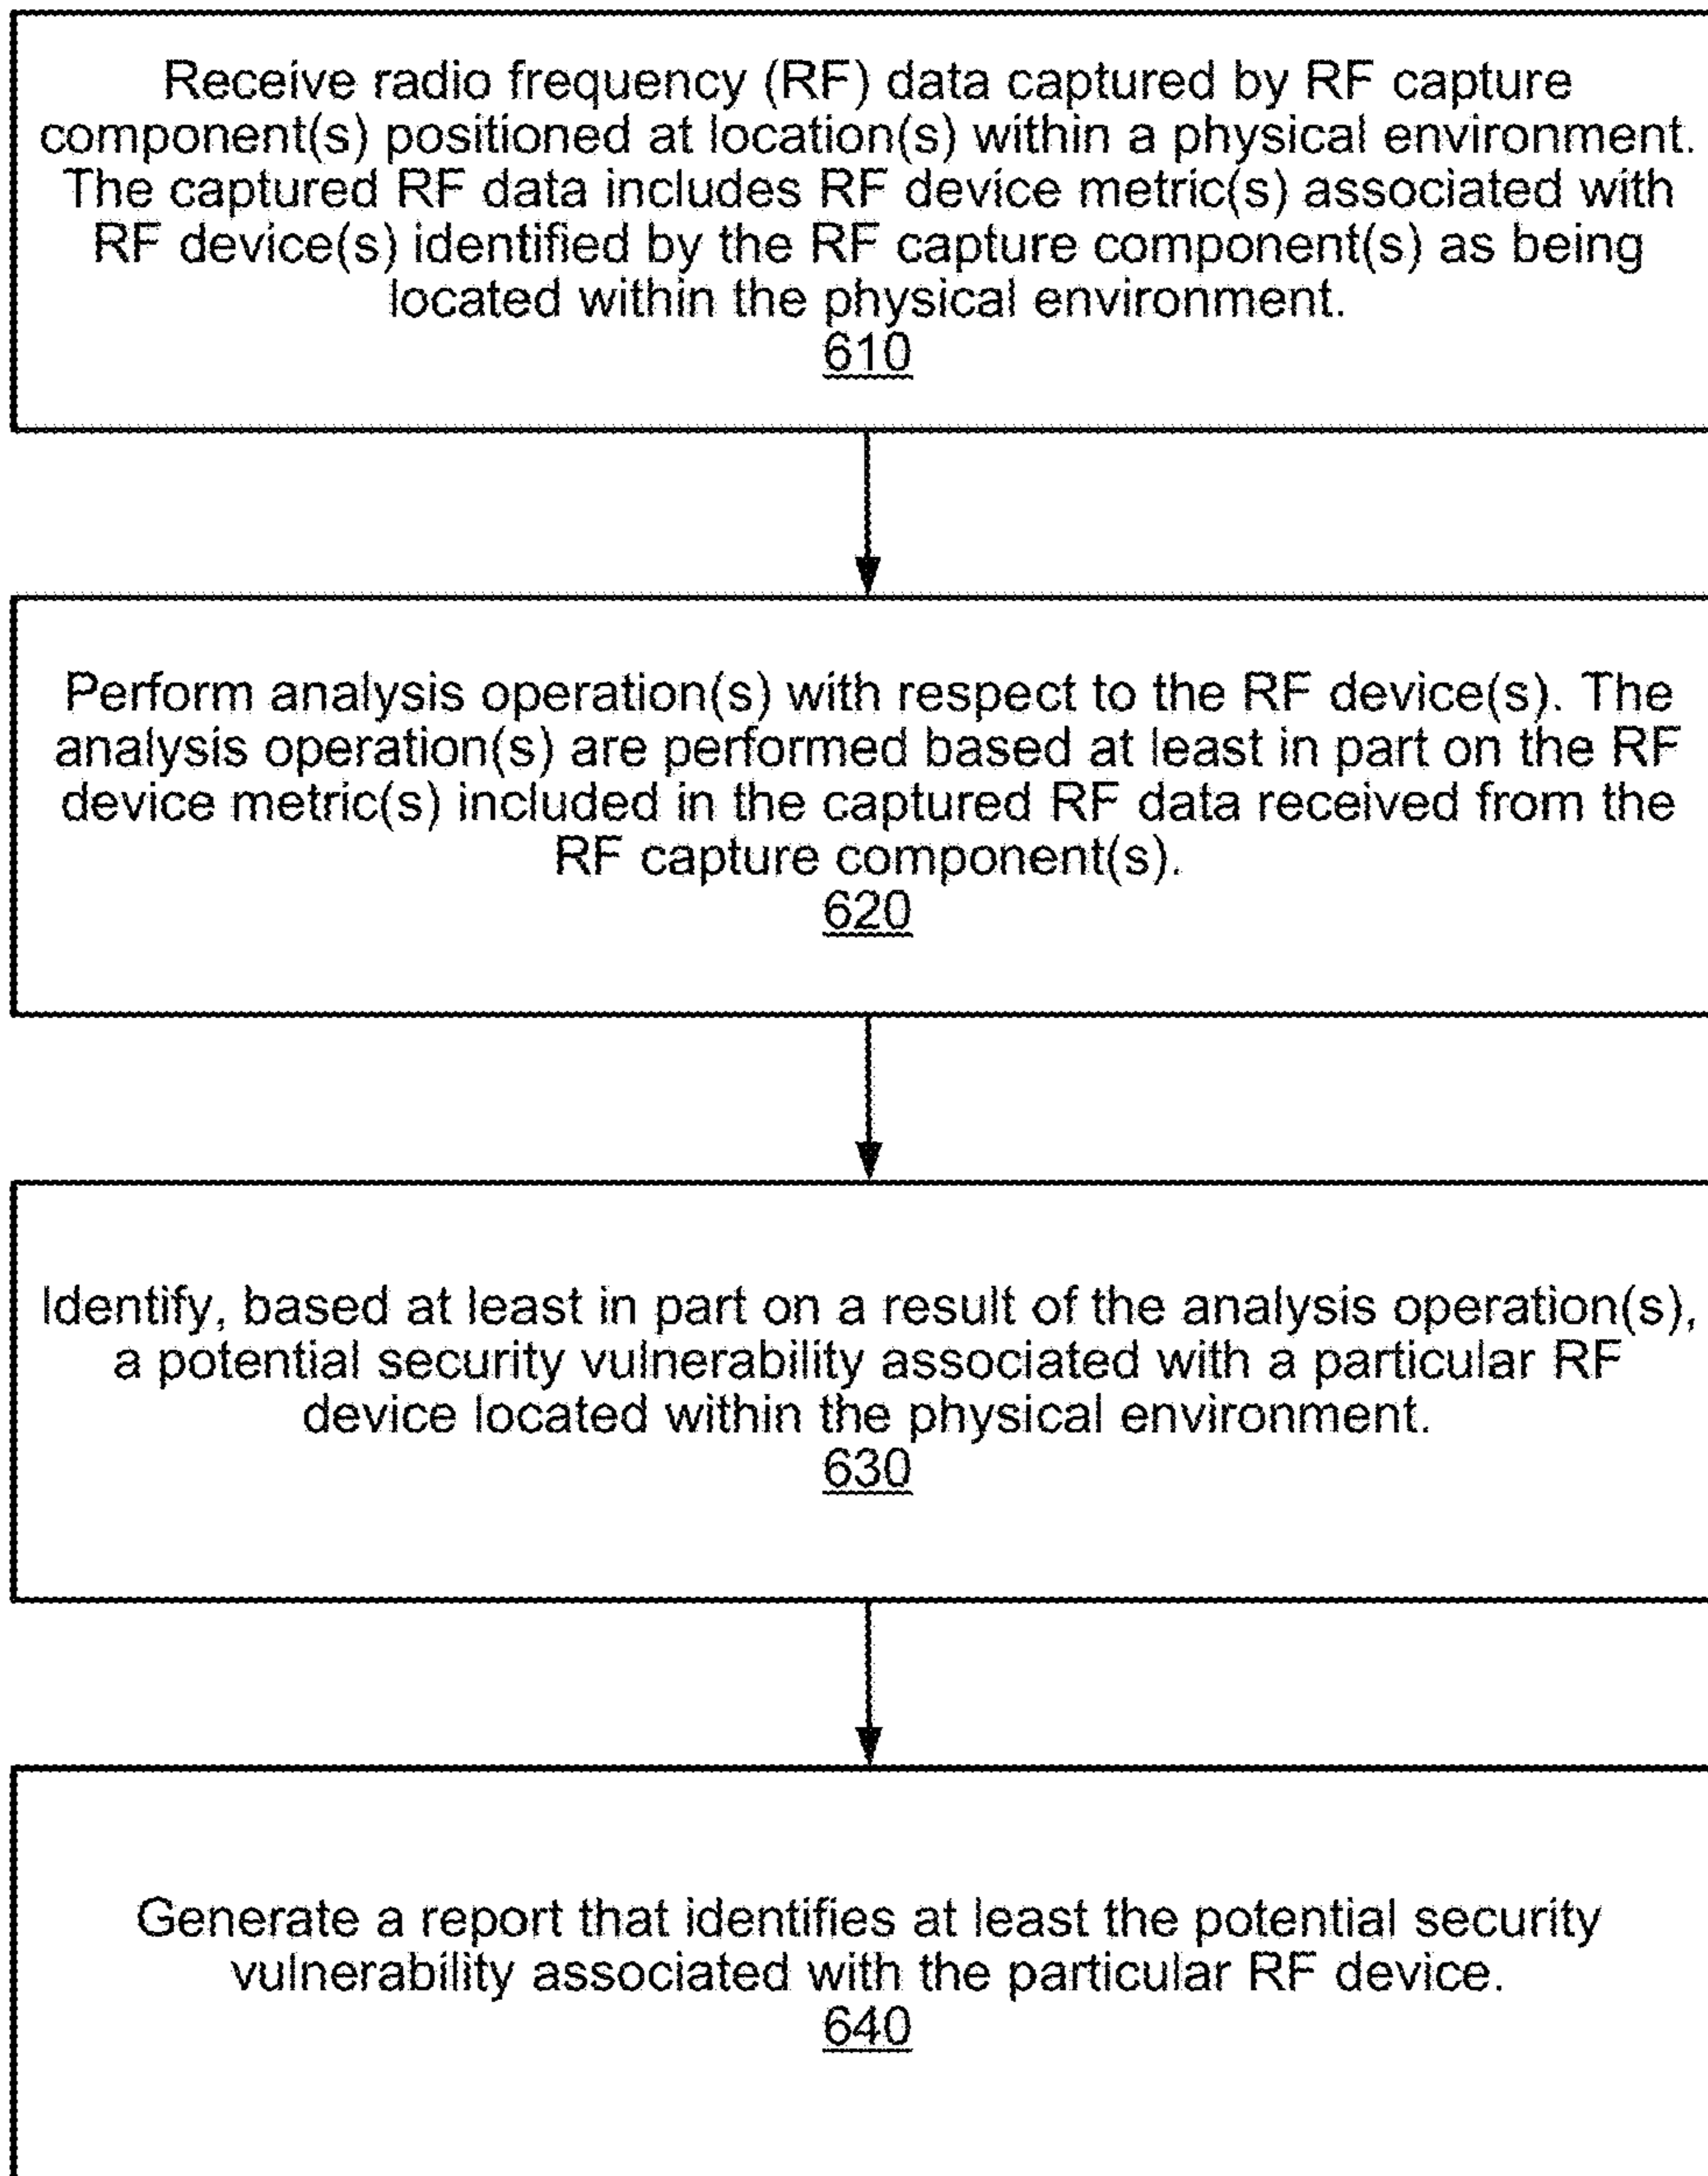 Receive radio frequency (RF) data captured by RF capture
component(s) positioned at location(s) within a physical environment.
The captured RF data includes RF device metric(s) associated with
RF device(s) identified by the RF capture component(s) as being
located within the physical environment.
610
Perform analysis operation(s) with respect to the RF device(s). The
analysis operation(s) are performed based at least in part on the RF
device metric(s) included in the captured RF data received from the
RF capture component(s).
620
Identify, based at least in part on a result of the analysis operation(s),
a potential security vulnerability associated with a particular RF
device located within the physical environment.
630
Generate a report that identifies at least the potential security
vulnerability associated with the particular RF device.
640